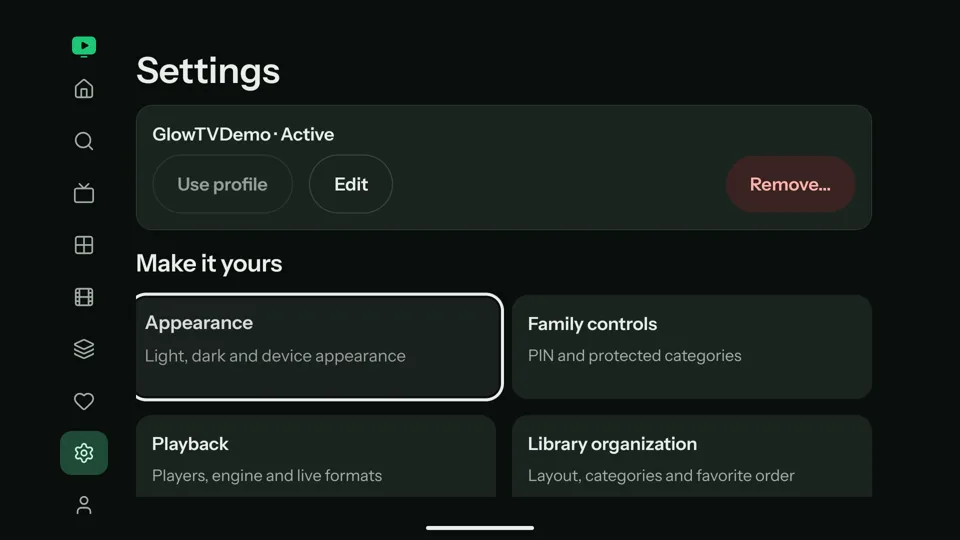 Settings
GlowTVDemo · Active
Use profile
Edit
Remove...
Make it yours
Appearance
Light, dark and device appearance
Family controls
PIN and protected categories
Playback
Players, engine and live formats
Library organization
Layout, categories and favorite order